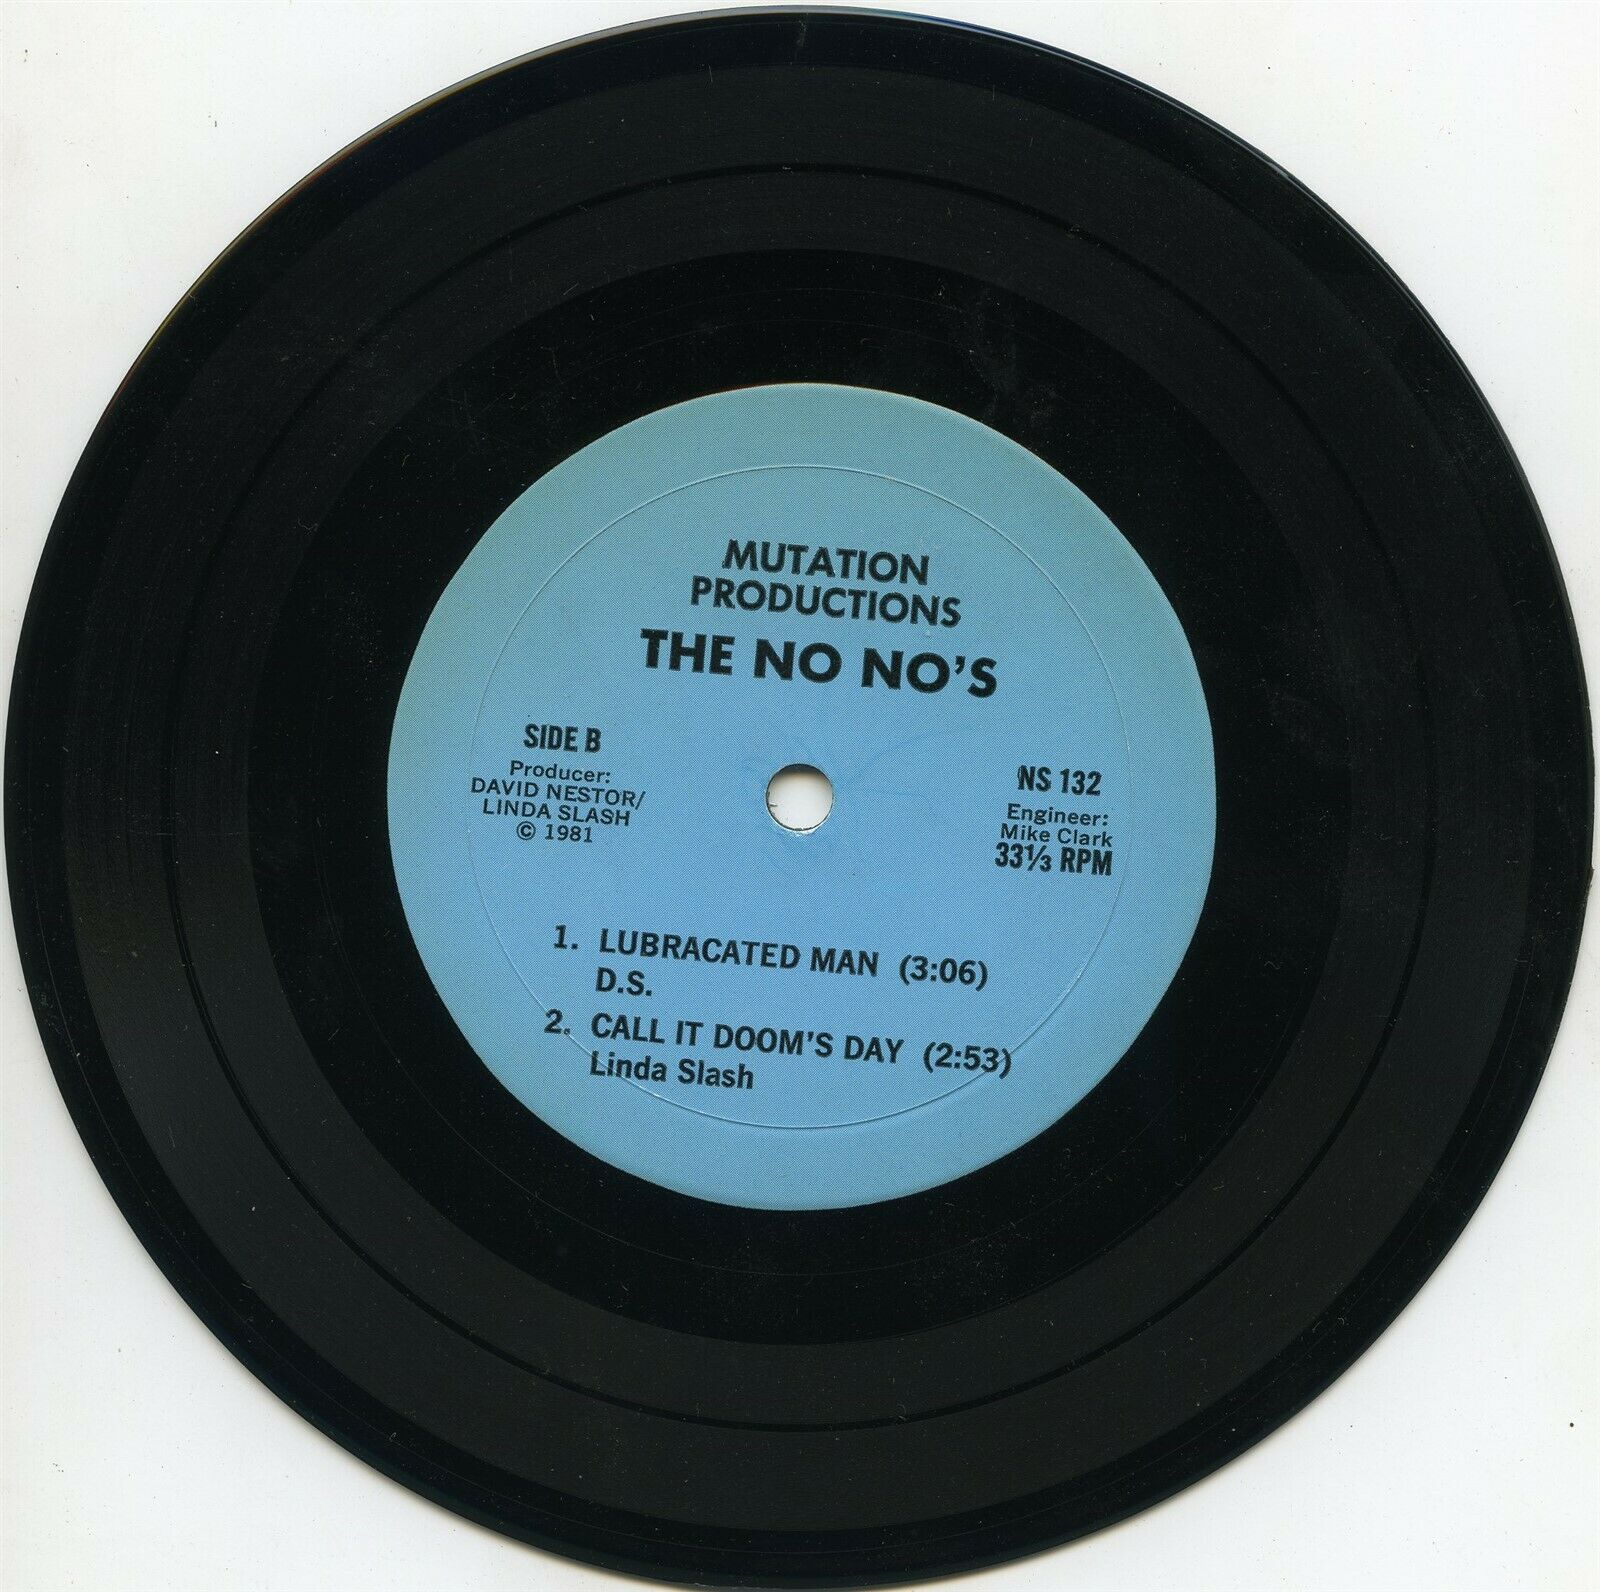 MUTATION
PRODUCTIONS
THE NO NO'S
SIDE B
Producer:
DAVID NESTOR/
LINDA SLASH
© 1981
NS 132
Engineer:
Mike Clark
33⅓ RPM
1. LUBRACATED MAN (3:06)
D.S.
2. CALL IT DOOM'S DAY (2:53)
Linda Slash